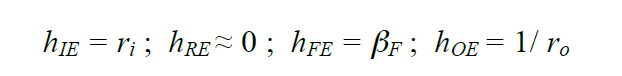 h_IE = r_i ; h_RE ≈ 0 ; h_FE = β_F ; h_OE = 1/ r_o